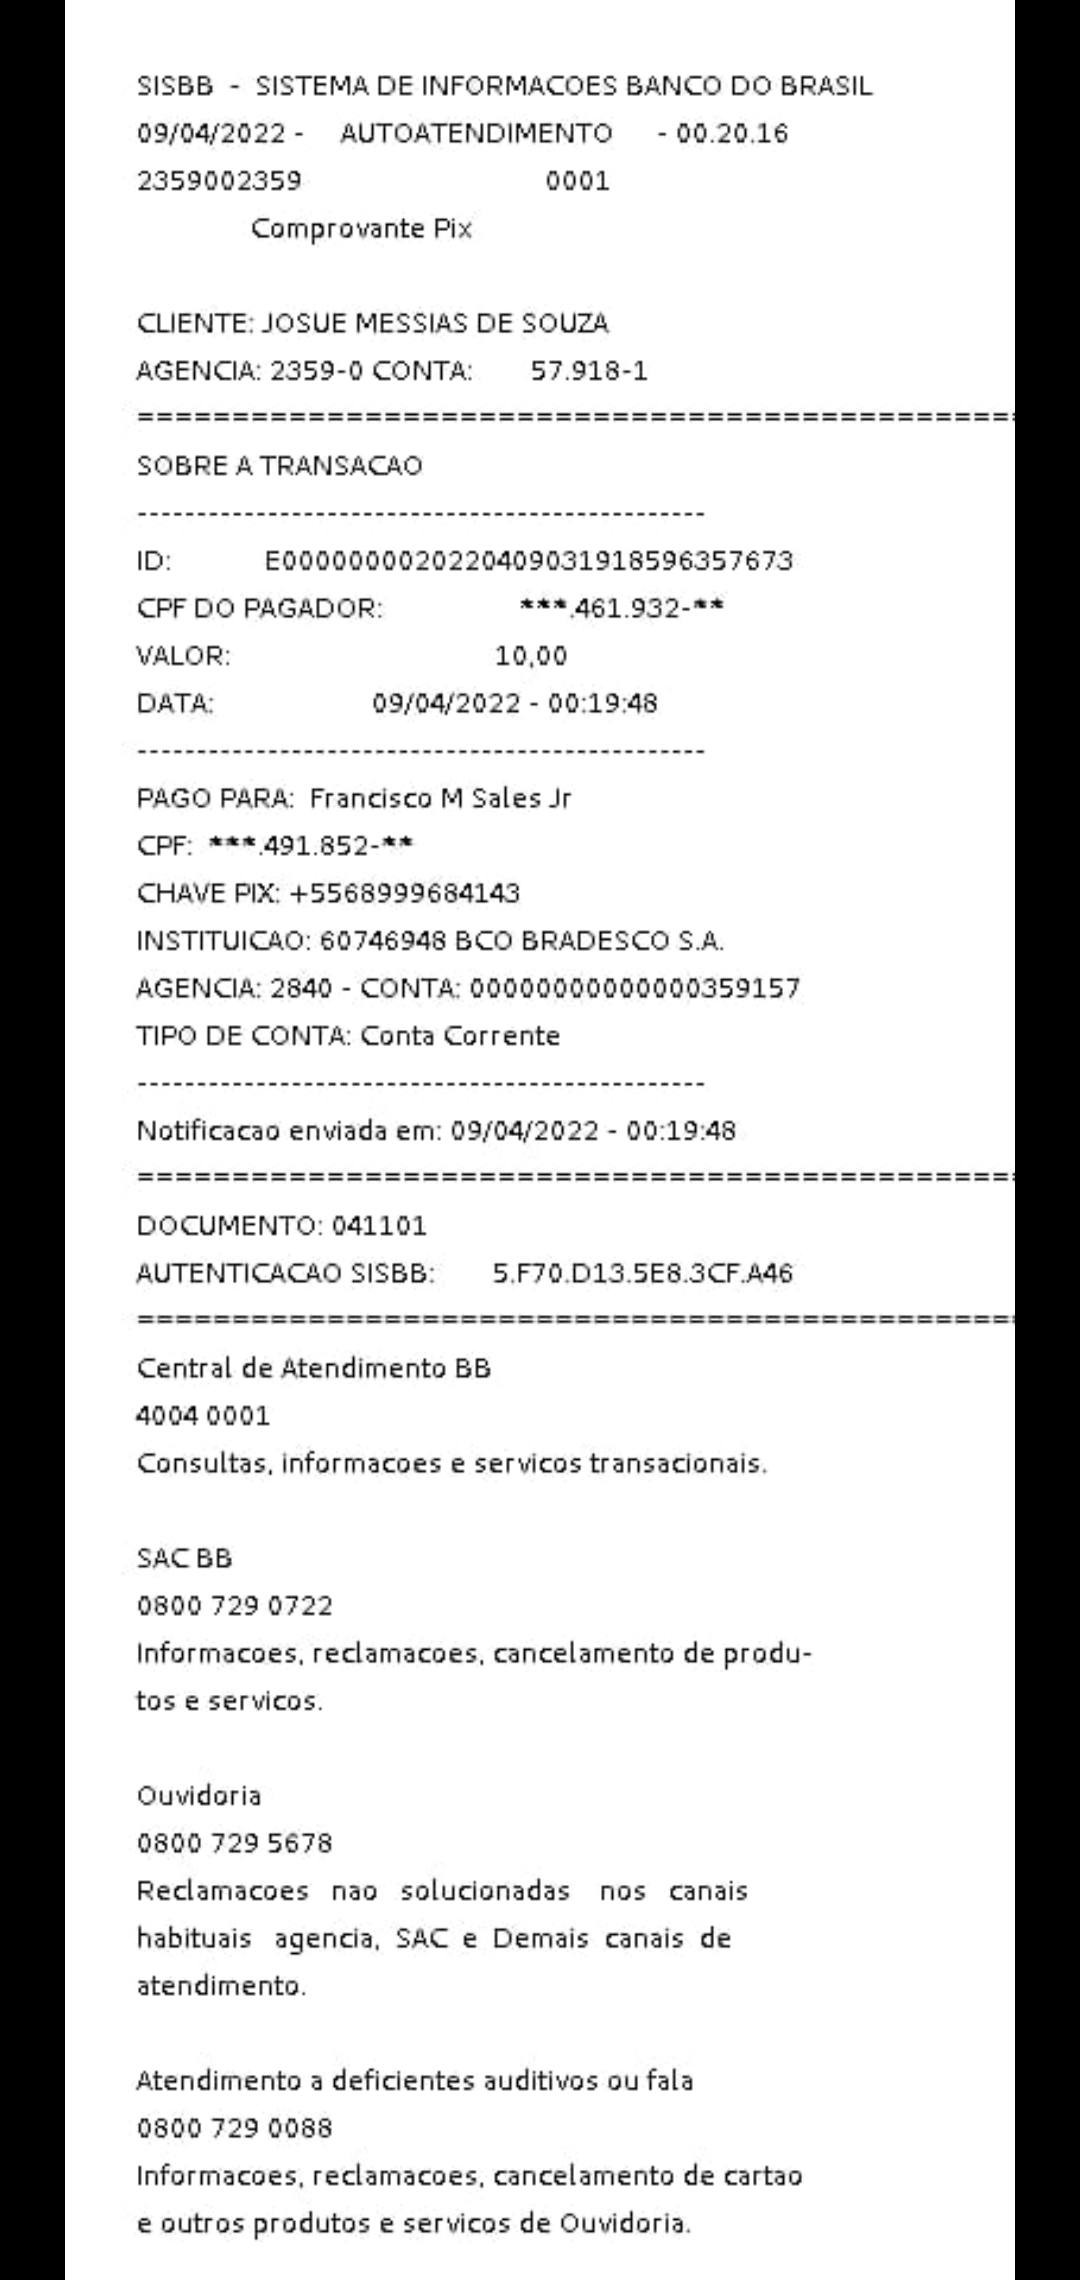 SISBB - SISTEMA DE INFORMACOES BANCO DO BRASIL
09/04/2022 - AUTOATENDIMENTO - 00.20.16
2359002359 0001
Comprovante Pix
CLIENTE: JOSUE MESSIAS DE SOUZA
AGENCIA: 2359-0 CONTA: 57.918-1
==============================================
SOBRE A TRANSACAO
-----------------------------------------------
ID: E0000000020220409031918596357673
CPF DO PAGADOR: ***.461.932-**
VALOR: 10,00
DATA: 09/04/2022 - 00:19:48
-----------------------------------------------
PAGO PARA: Francisco M Sales Jr
CPF: ***.491.852-**
CHAVE PIX: +5568999684143
INSTITUICAO: 60746948 BCO BRADESCO S.A.
AGENCIA: 2840 - CONTA: 00000000000000359157
TIPO DE CONTA: Conta Corrente
-----------------------------------------------
Notificacao enviada em: 09/04/2022 - 00:19:48
==============================================
DOCUMENTO: 041101
AUTENTICACAO SISBB: 5.F70.D13.5E8.3CF.A46
==============================================
Central de Atendimento BB
4004 0001
Consultas, informacoes e servicos transacionais.
SAC BB
0800 729 0722
Informacoes, reclamacoes, cancelamento de produ-
tos e servicos.
Ouvidoria
0800 729 5678
Reclamacoes nao solucionadas nos canais
habituais agencia, SAC e Demais canais de
atendimento.
Atendimento a deficientes auditivos ou fala
0800 729 0088
Informacoes, reclamacoes, cancelamento de cartao
e outros produtos e servicos de Ouvidoria.